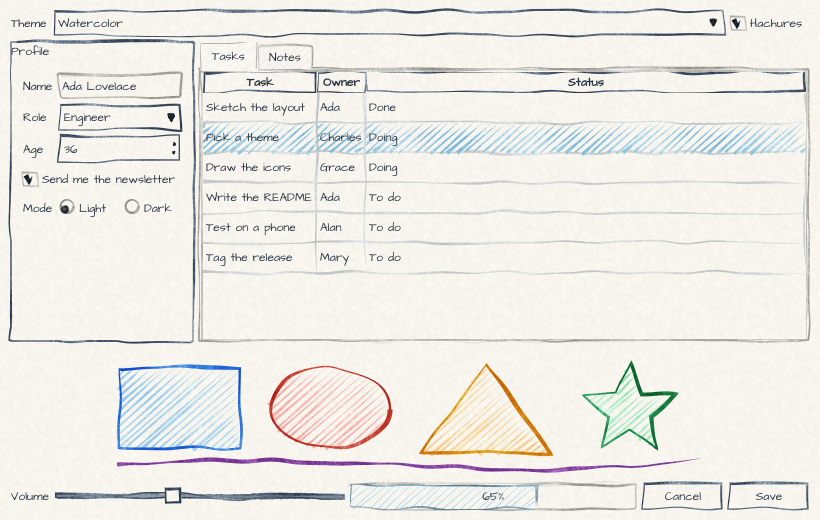 Theme Watercolor Hachures
Profile
Name Ada Lovelace
Role Engineer
Age 36
Send me the newsletter
Mode Light Dark
Tasks Notes
Task Owner Status
Sketch the layout Ada Done
Pick a theme Charles Doing
Draw the icons Grace Doing
Write the README Ada To do
Test on a phone Alan To do
Tag the release Mary To do
Volume 65% Cancel Save